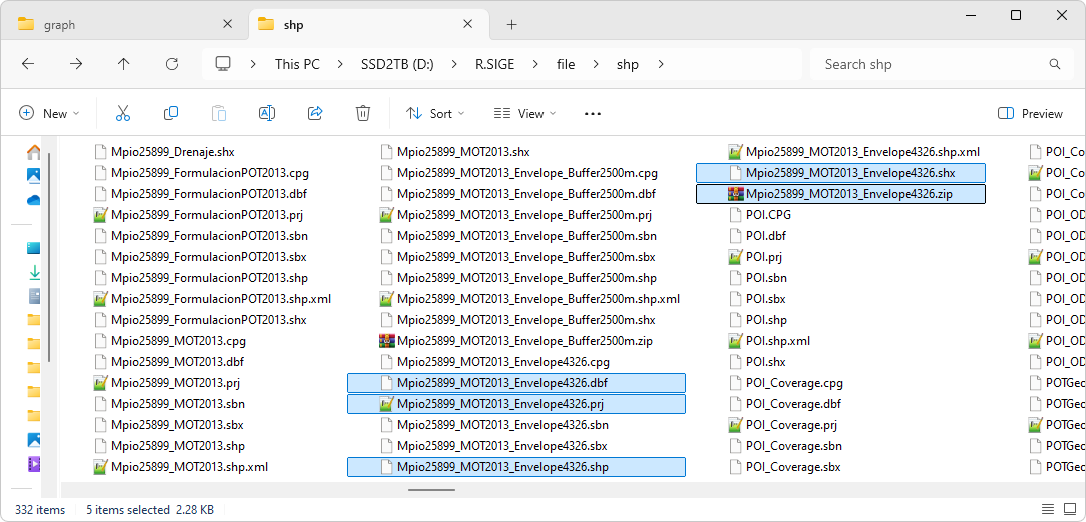 graph
shp
This PC
SSD2TB (D:)
R.SIGE
file
shp
Search shp
New
Sort
View
Preview
Mpio25899_Drenaje.shx
Mpio25899_FormulacionPOT2013.cpg
Mpio25899_FormulacionPOT2013.dbf
Mpio25899_FormulacionPOT2013.prj
Mpio25899_FormulacionPOT2013.sbn
Mpio25899_FormulacionPOT2013.sbx
Mpio25899_FormulacionPOT2013.shp
Mpio25899_FormulacionPOT2013.shp.xml
Mpio25899_FormulacionPOT2013.shx
Mpio25899_MOT2013.cpg
Mpio25899_MOT2013.dbf
Mpio25899_MOT2013.prj
Mpio25899_MOT2013.sbn
Mpio25899_MOT2013.sbx
Mpio25899_MOT2013.shp
Mpio25899_MOT2013.shp.xml
Mpio25899_MOT2013.shx
Mpio25899_MOT2013_Envelope_Buffer2500m.cpg
Mpio25899_MOT2013_Envelope_Buffer2500m.dbf
Mpio25899_MOT2013_Envelope_Buffer2500m.prj
Mpio25899_MOT2013_Envelope_Buffer2500m.sbn
Mpio25899_MOT2013_Envelope_Buffer2500m.sbx
Mpio25899_MOT2013_Envelope_Buffer2500m.shp
Mpio25899_MOT2013_Envelope_Buffer2500m.shp.xml
Mpio25899_MOT2013_Envelope_Buffer2500m.shx
Mpio25899_MOT2013_Envelope_Buffer2500m.zip
Mpio25899_MOT2013_Envelope4326.cpg
Mpio25899_MOT2013_Envelope4326.dbf
Mpio25899_MOT2013_Envelope4326.prj
Mpio25899_MOT2013_Envelope4326.sbn
Mpio25899_MOT2013_Envelope4326.sbx
Mpio25899_MOT2013_Envelope4326.shp
Mpio25899_MOT2013_Envelope4326.shp.xml
Mpio25899_MOT2013_Envelope4326.shx
Mpio25899_MOT2013_Envelope4326.zip
POI.CPG
POI.dbf
POI.prj
POI.sbn
POI.sbx
POI.shp
POI.shp.xml
POI.shx
POI_Coverage.cpg
POI_Coverage.dbf
POI_Coverage.prj
POI_Coverage.sbn
POI_Coverage.sbx
POI_Co
POI_Co
POI_Co
POI_OD
POI_OD
POI_OD
POI_OD
POI_OD
POI_OD
POI_OD
POI_OD
POTGeo
POTGeo
POTGeo
POTGeo
POTGeo
332 items
5 items selected 2.28 KB